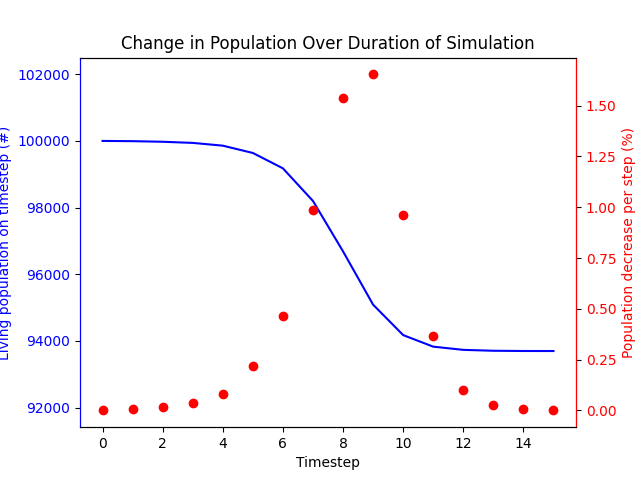 Change in Population Over Duration of Simulation
Living population on timestep (#)
102000
100000
98000
96000
94000
92000
1.50
1.25
1.00
0.75
0.50
0.25
0.00
Population decrease per step (%)
0 2 4 6 8 10 12 14
Timestep